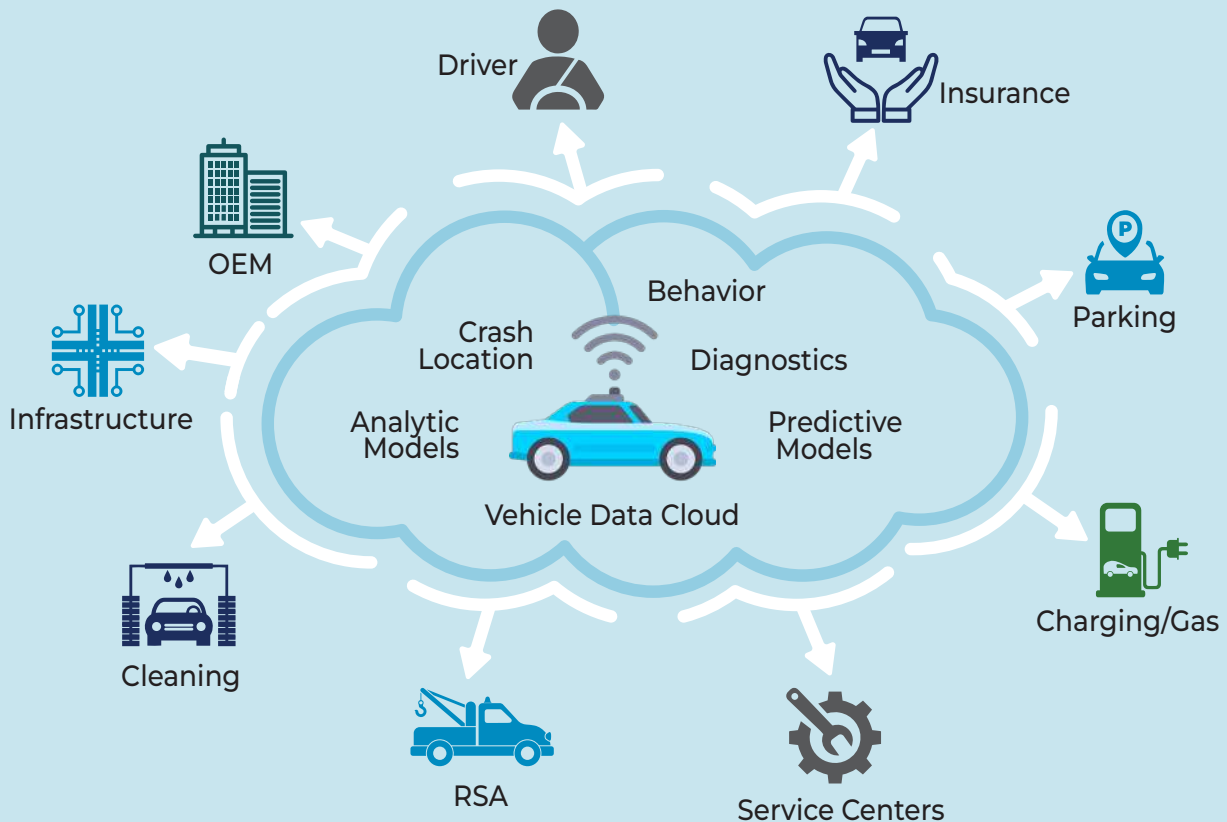 Driver
Insurance
OEM
Parking
Infrastructure
Behavior
Crash
Location
Diagnostics
Analytic
Models
Predictive
Models
Vehicle Data Cloud
P
Charging/Gas
Cleaning
RSA
Service Centers